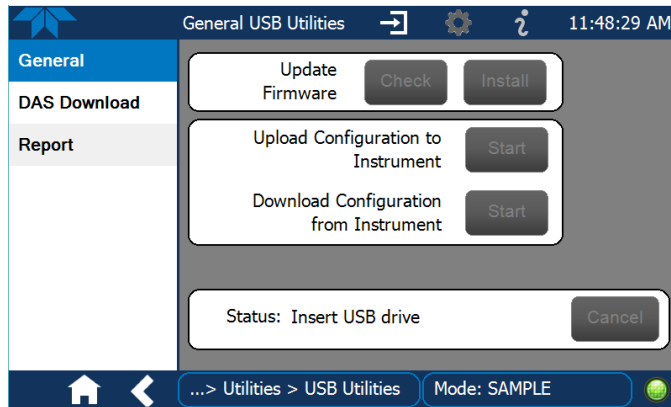 General USB Utilities
11:48:29 AM
General
DAS Download
Report
Update
Firmware
Check
Install
Upload Configuration to
Instrument
Start
Download Configuration
from Instrument
Start
Status: Insert USB drive
Cancel
...> Utilities > USB Utilities
Mode: SAMPLE